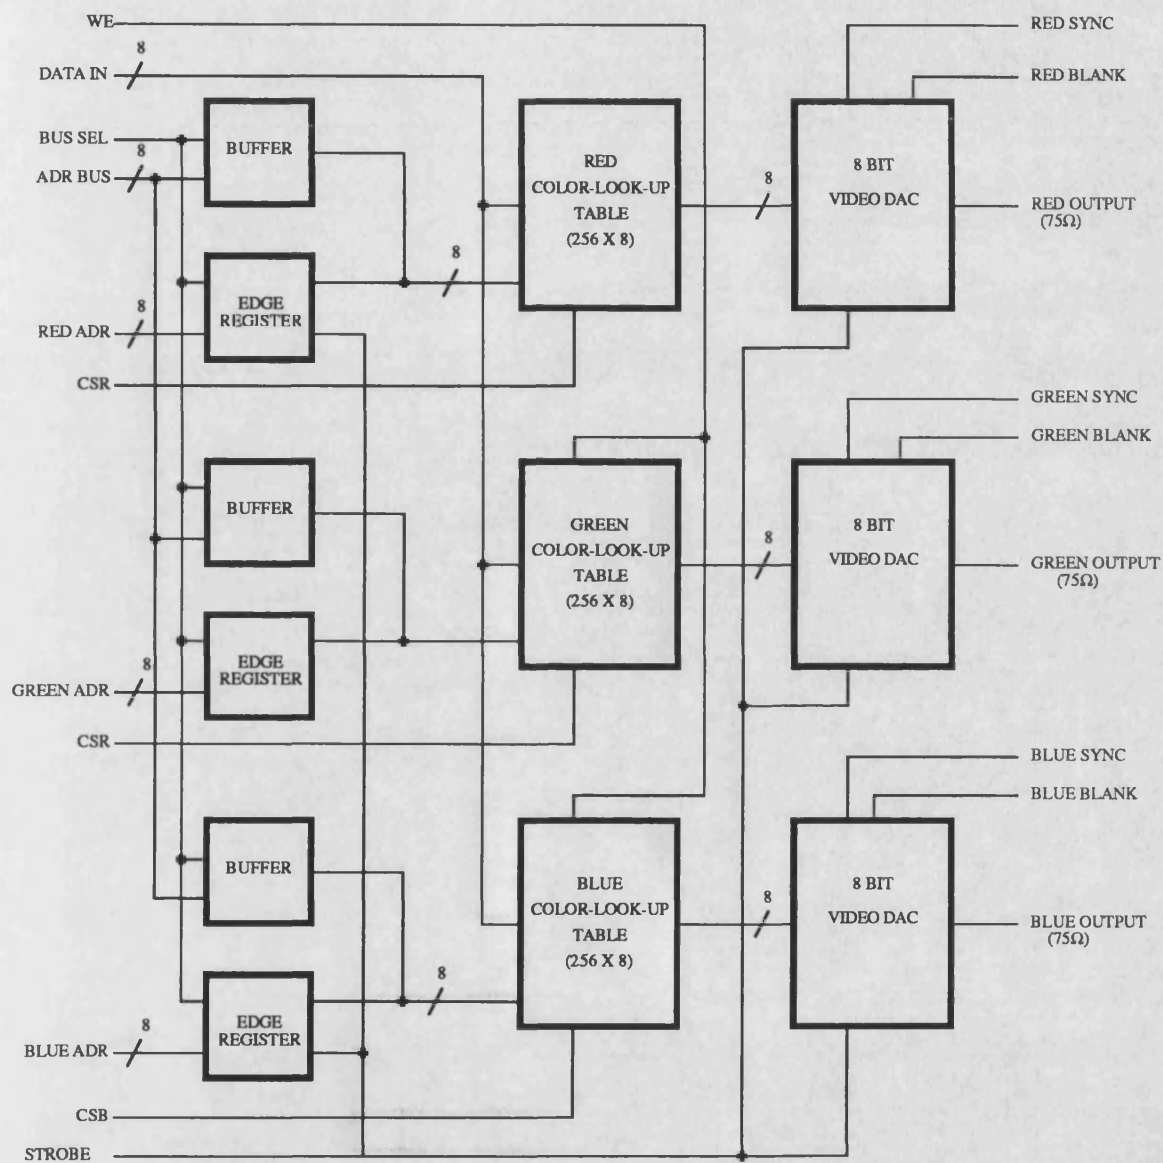 WE
RED SYNC
8
DATA IN
RED BLANK
BUS SEL
BUFFER
8
ADR BUS
RED
COLOR-LOOK-UP
TABLE
(256 X 8)
8
8 BIT
VIDEO DAC
RED OUTPUT
(75Ω)
8
EDGE
REGISTER
8
RED ADR
CSR
GREEN SYNC
GREEN BLANK
BUFFER
GREEN
COLOR-LOOK-UP
TABLE
(256 X 8)
8
8 BIT
VIDEO DAC
GREEN OUTPUT
(75Ω)
EDGE
REGISTER
8
GREEN ADR
CSR
BLUE SYNC
BLUE BLANK
BUFFER
BLUE
COLOR-LOOK-UP
TABLE
(256 X 8)
8
8 BIT
VIDEO DAC
BLUE OUTPUT
(75Ω)
8
EDGE
REGISTER
8
BLUE ADR
CSB
STROBE